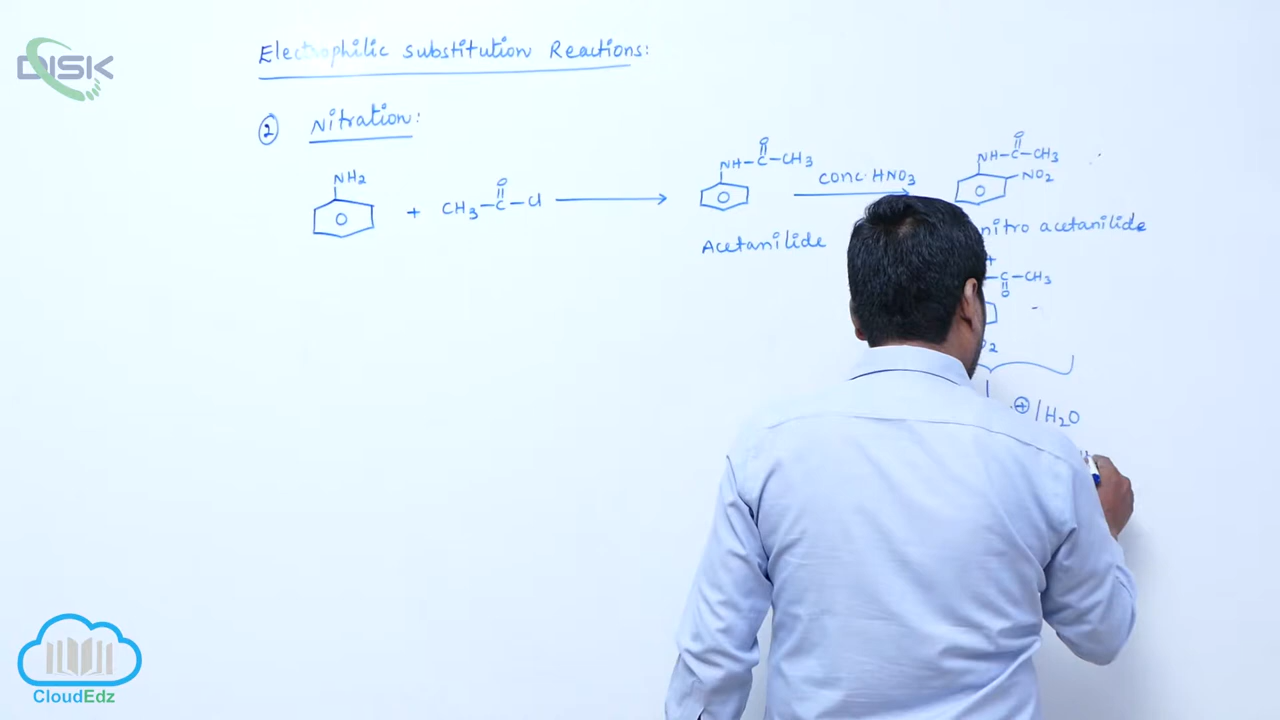 DISK
Electrophilic substitution Reactions:
② Nitration:
NH2 + CH3–C–Cl
O
NH–C–CH3
O
Acetanilide
conc·HNO3
NH–C–CH3
O
NO2
nitro acetanilide
+
–C–CH3
O
2
⊕ | H2O
CloudEdz